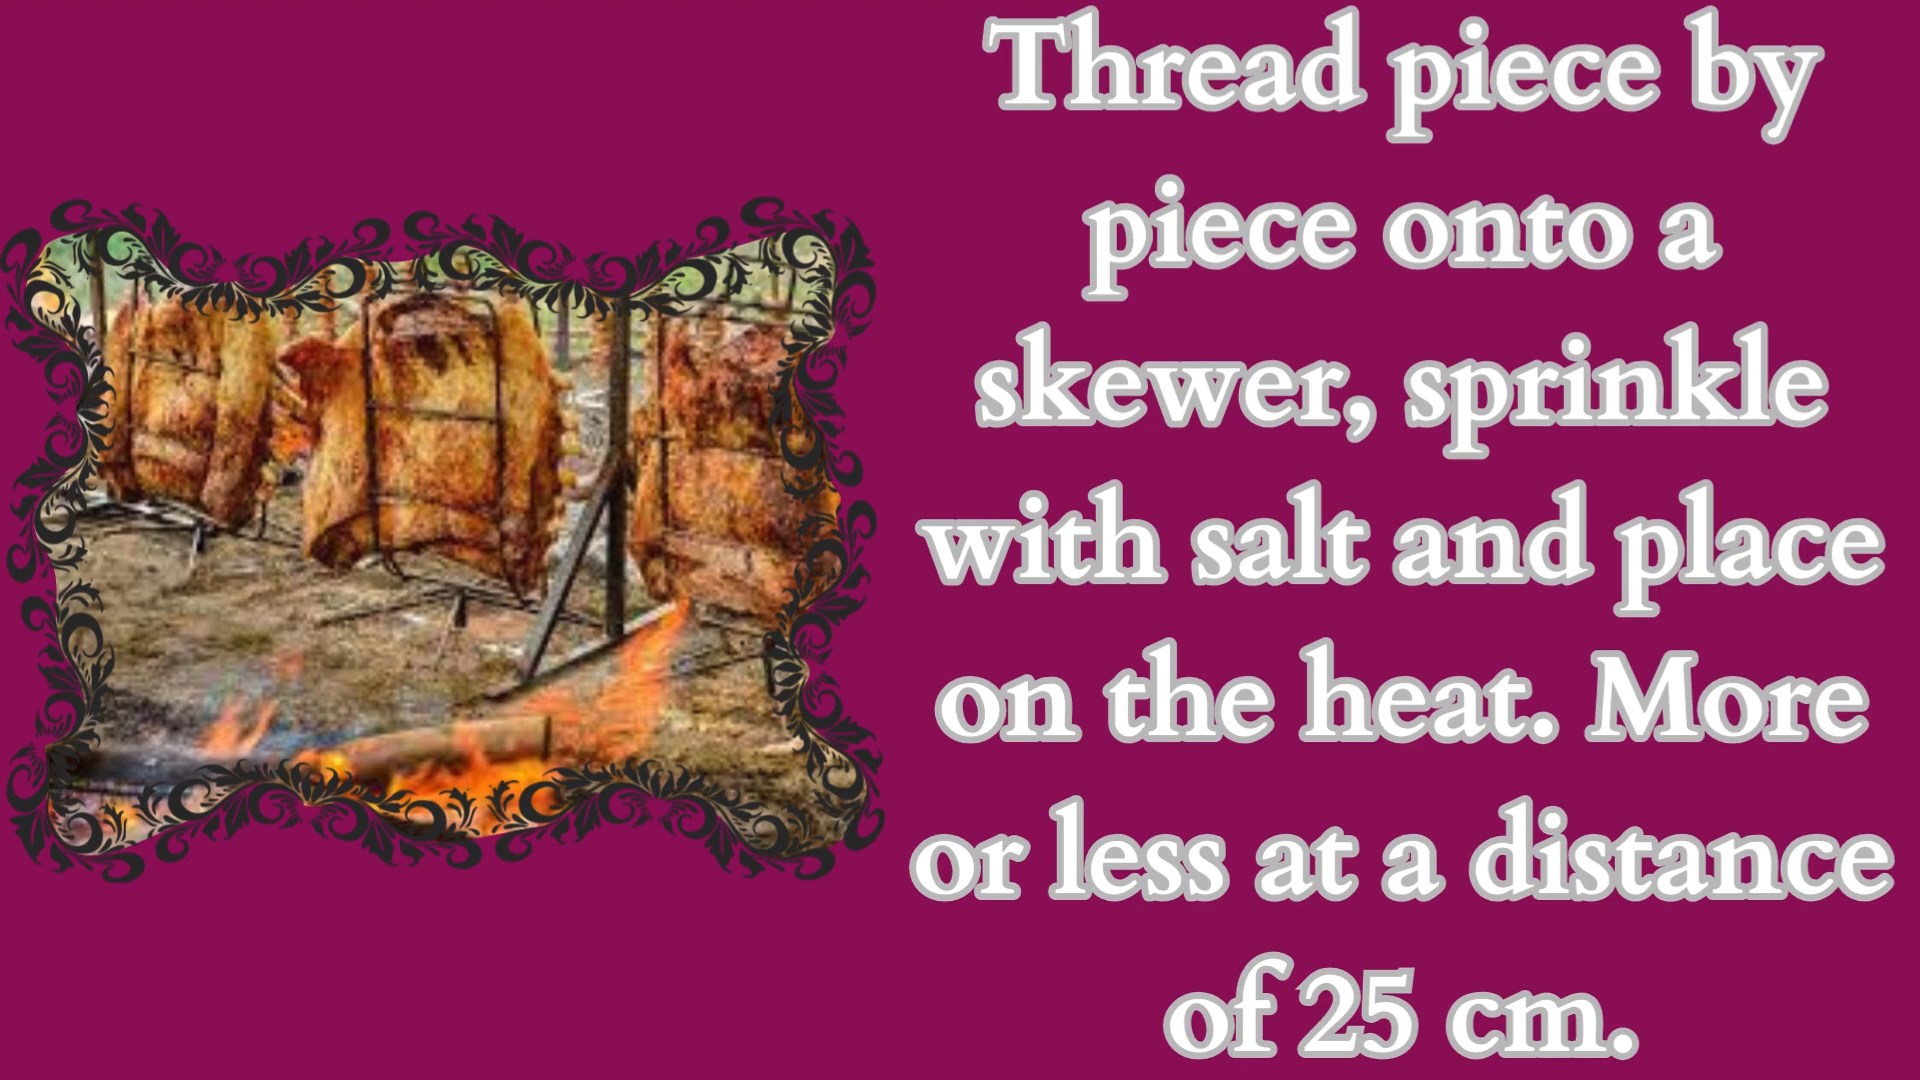 Thread piece by
piece onto a
skewer, sprinkle
with salt and place
on the heat. More
or less at a distance
of 25 cm.